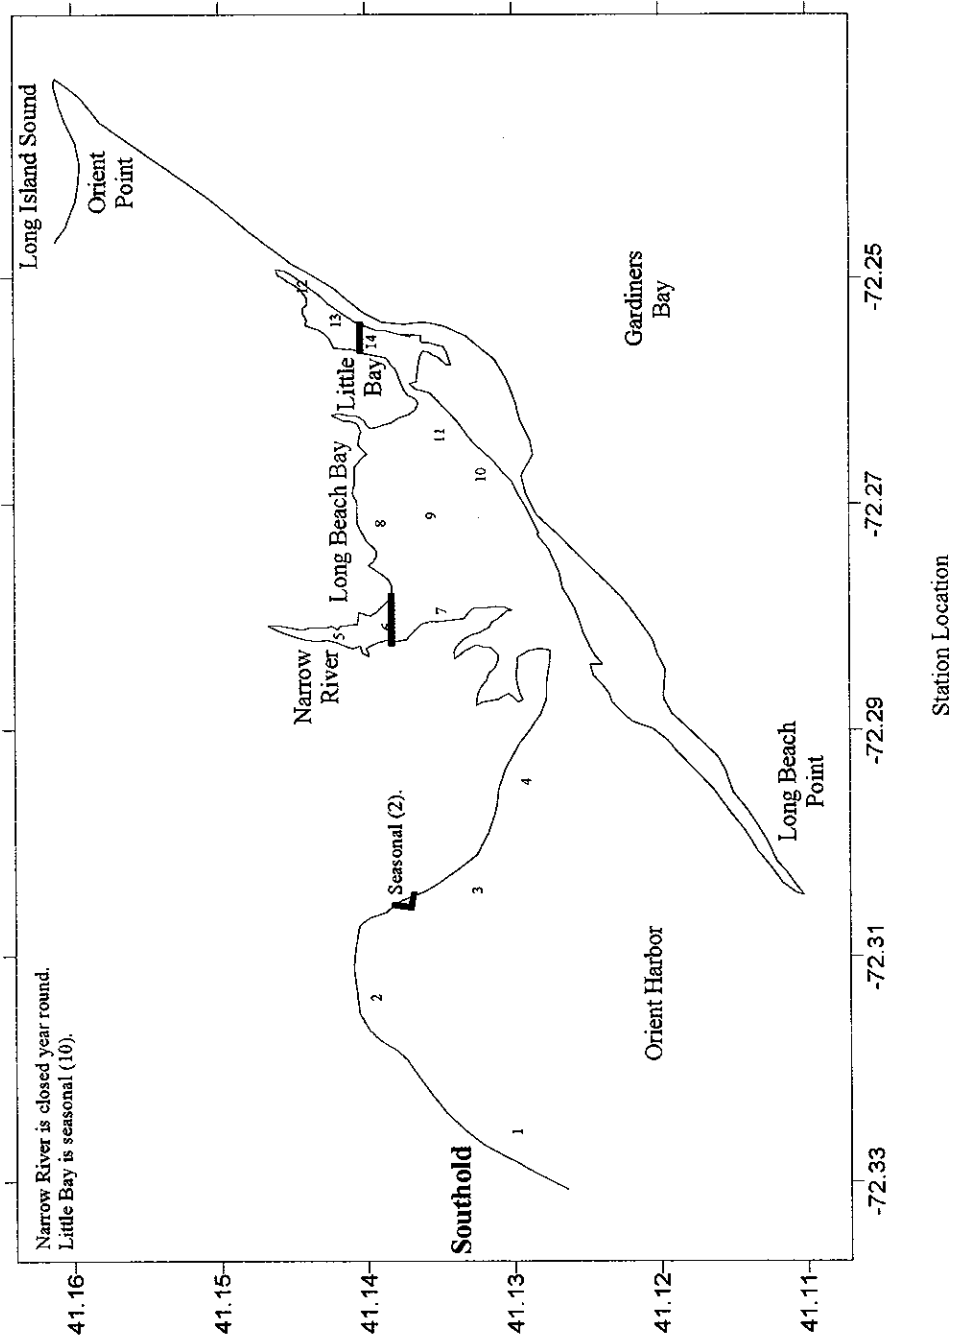 Narrow River is closed year round.
Little Bay is seasonal (10).
Long Island Sound
Orient
Point
12
13
14
Little
Bay
Long Beach Bay
Narrow
River
5
6
7
8
9
10
11
Gardiners
Bay
Seasonal (2).
4
3
2
1
Southold
Orient Harbor
Long Beach
Point
41.16
41.15
41.14
41.13
41.12
41.11
-72.33
-72.31
-72.29
-72.27
-72.25
Station Location